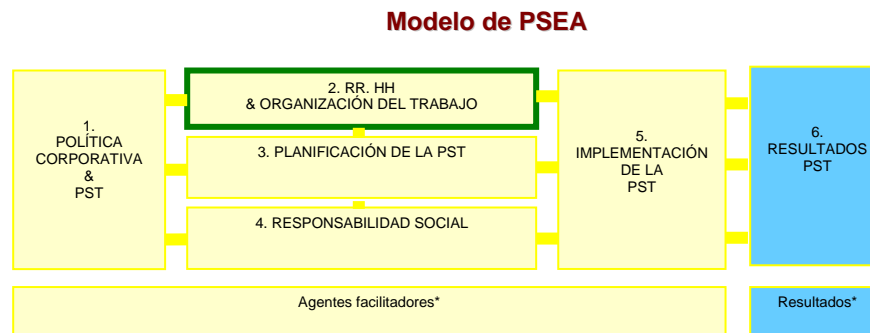 Modelo de PSEA
1.
POLÍTICA
CORPORATIVA
&
PST
2. RR. HH
& ORGANIZACIÓN DEL TRABAJO
3. PLANIFICACIÓN DE LA PST
4. RESPONSABILIDAD SOCIAL
5.
IMPLEMENTACIÓN
DE LA
PST
6.
RESULTADOS
PST
Agentes facilitadores*
Resultados*